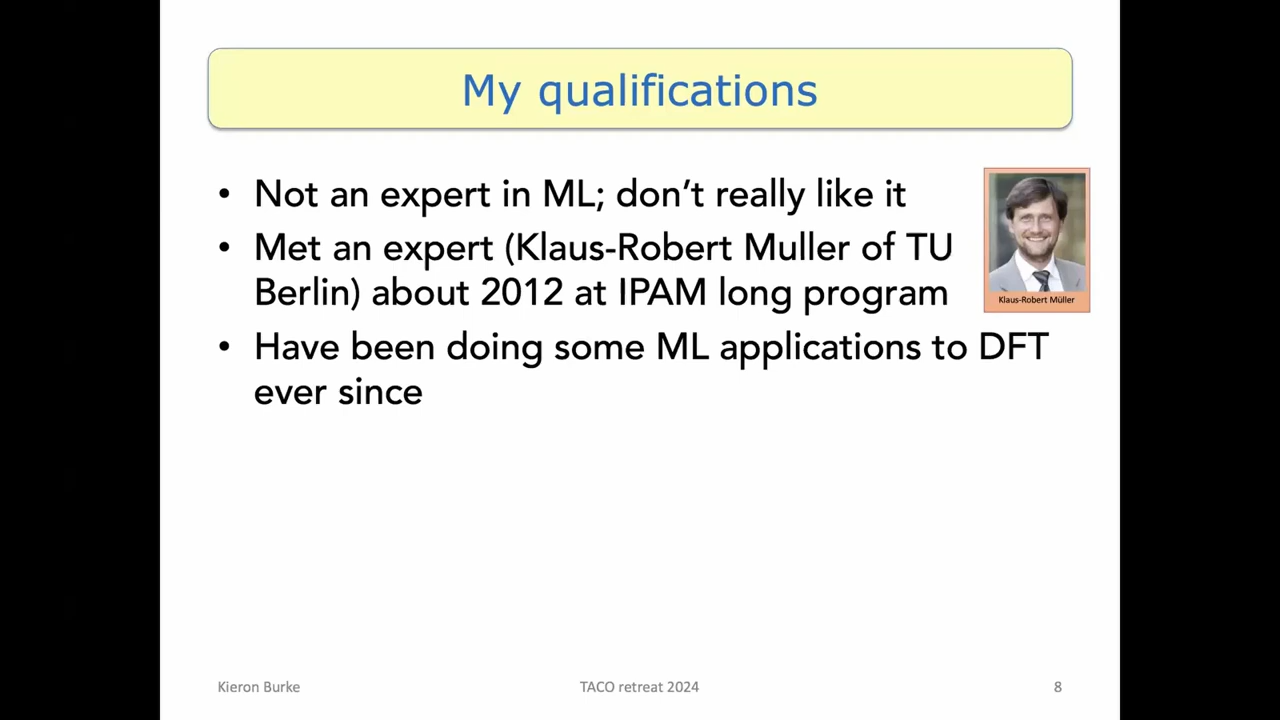 My qualifications
• Not an expert in ML; don’t really like it
• Met an expert (Klaus-Robert Muller of TU
Berlin) about 2012 at IPAM long program
Klaus-Robert Müller
• Have been doing some ML applications to DFT
ever since
Kieron Burke
TACO retreat 2024
8